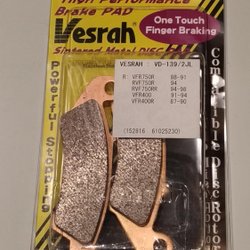 High Performance
Brake PAD
Vesrah
Sintered Metal DISC
One Touch
Finger Braking
Powerful Stopping
VESRAH : VD-139/2JL
R : VFR750R 88-91
RVF750R 94
RVF750RR 94-98
VFR400 91-94
VFR400R 87-90
(152816 61025230)